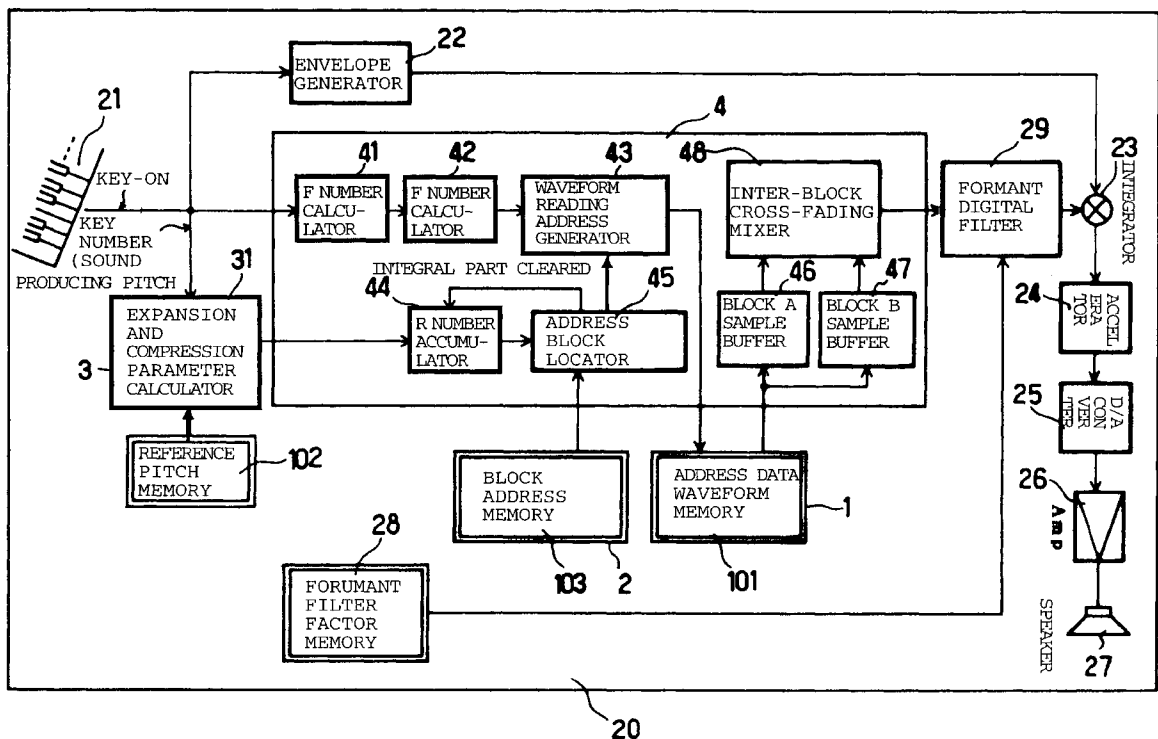 22
ENVELOPE
GENERATOR
21
4
KEY-ON
KEY
NUMBER
(SOUND
PRODUCING PITCH
41
F NUMBER
CALCU-
LATOR
42
F NUMBER
CALCU-
LATOR
43
WAVEFORM
READING
ADDRESS
GENERATOR
48
INTER-BLOCK
CROSS-FADING
MIXER
29
FORMANT
DIGITAL
FILTER
23
INTEGRATOR
INTEGRAL PART CLEARED
31
EXPANSION
AND
COMPRESSION
PARAMETER
CALCULATOR
3
44
R NUMBER
ACCUMU-
LATOR
45
ADDRESS
BLOCK
LOCATOR
46
BLOCK A
SAMPLE
BUFFER
47
BLOCK B
SAMPLE
BUFFER
24
ACCEL
ERA
TOR
25
D/A
CON
VER
TER
REFERENCE
PITCH
MEMORY
102
BLOCK
ADDRESS
MEMORY
103
2
ADDRESS DATA
WAVEFORM
MEMORY
101
1
26
Amp
28
FORUMANT
FILTER
FACTOR
MEMORY
SPEAKER
27
20